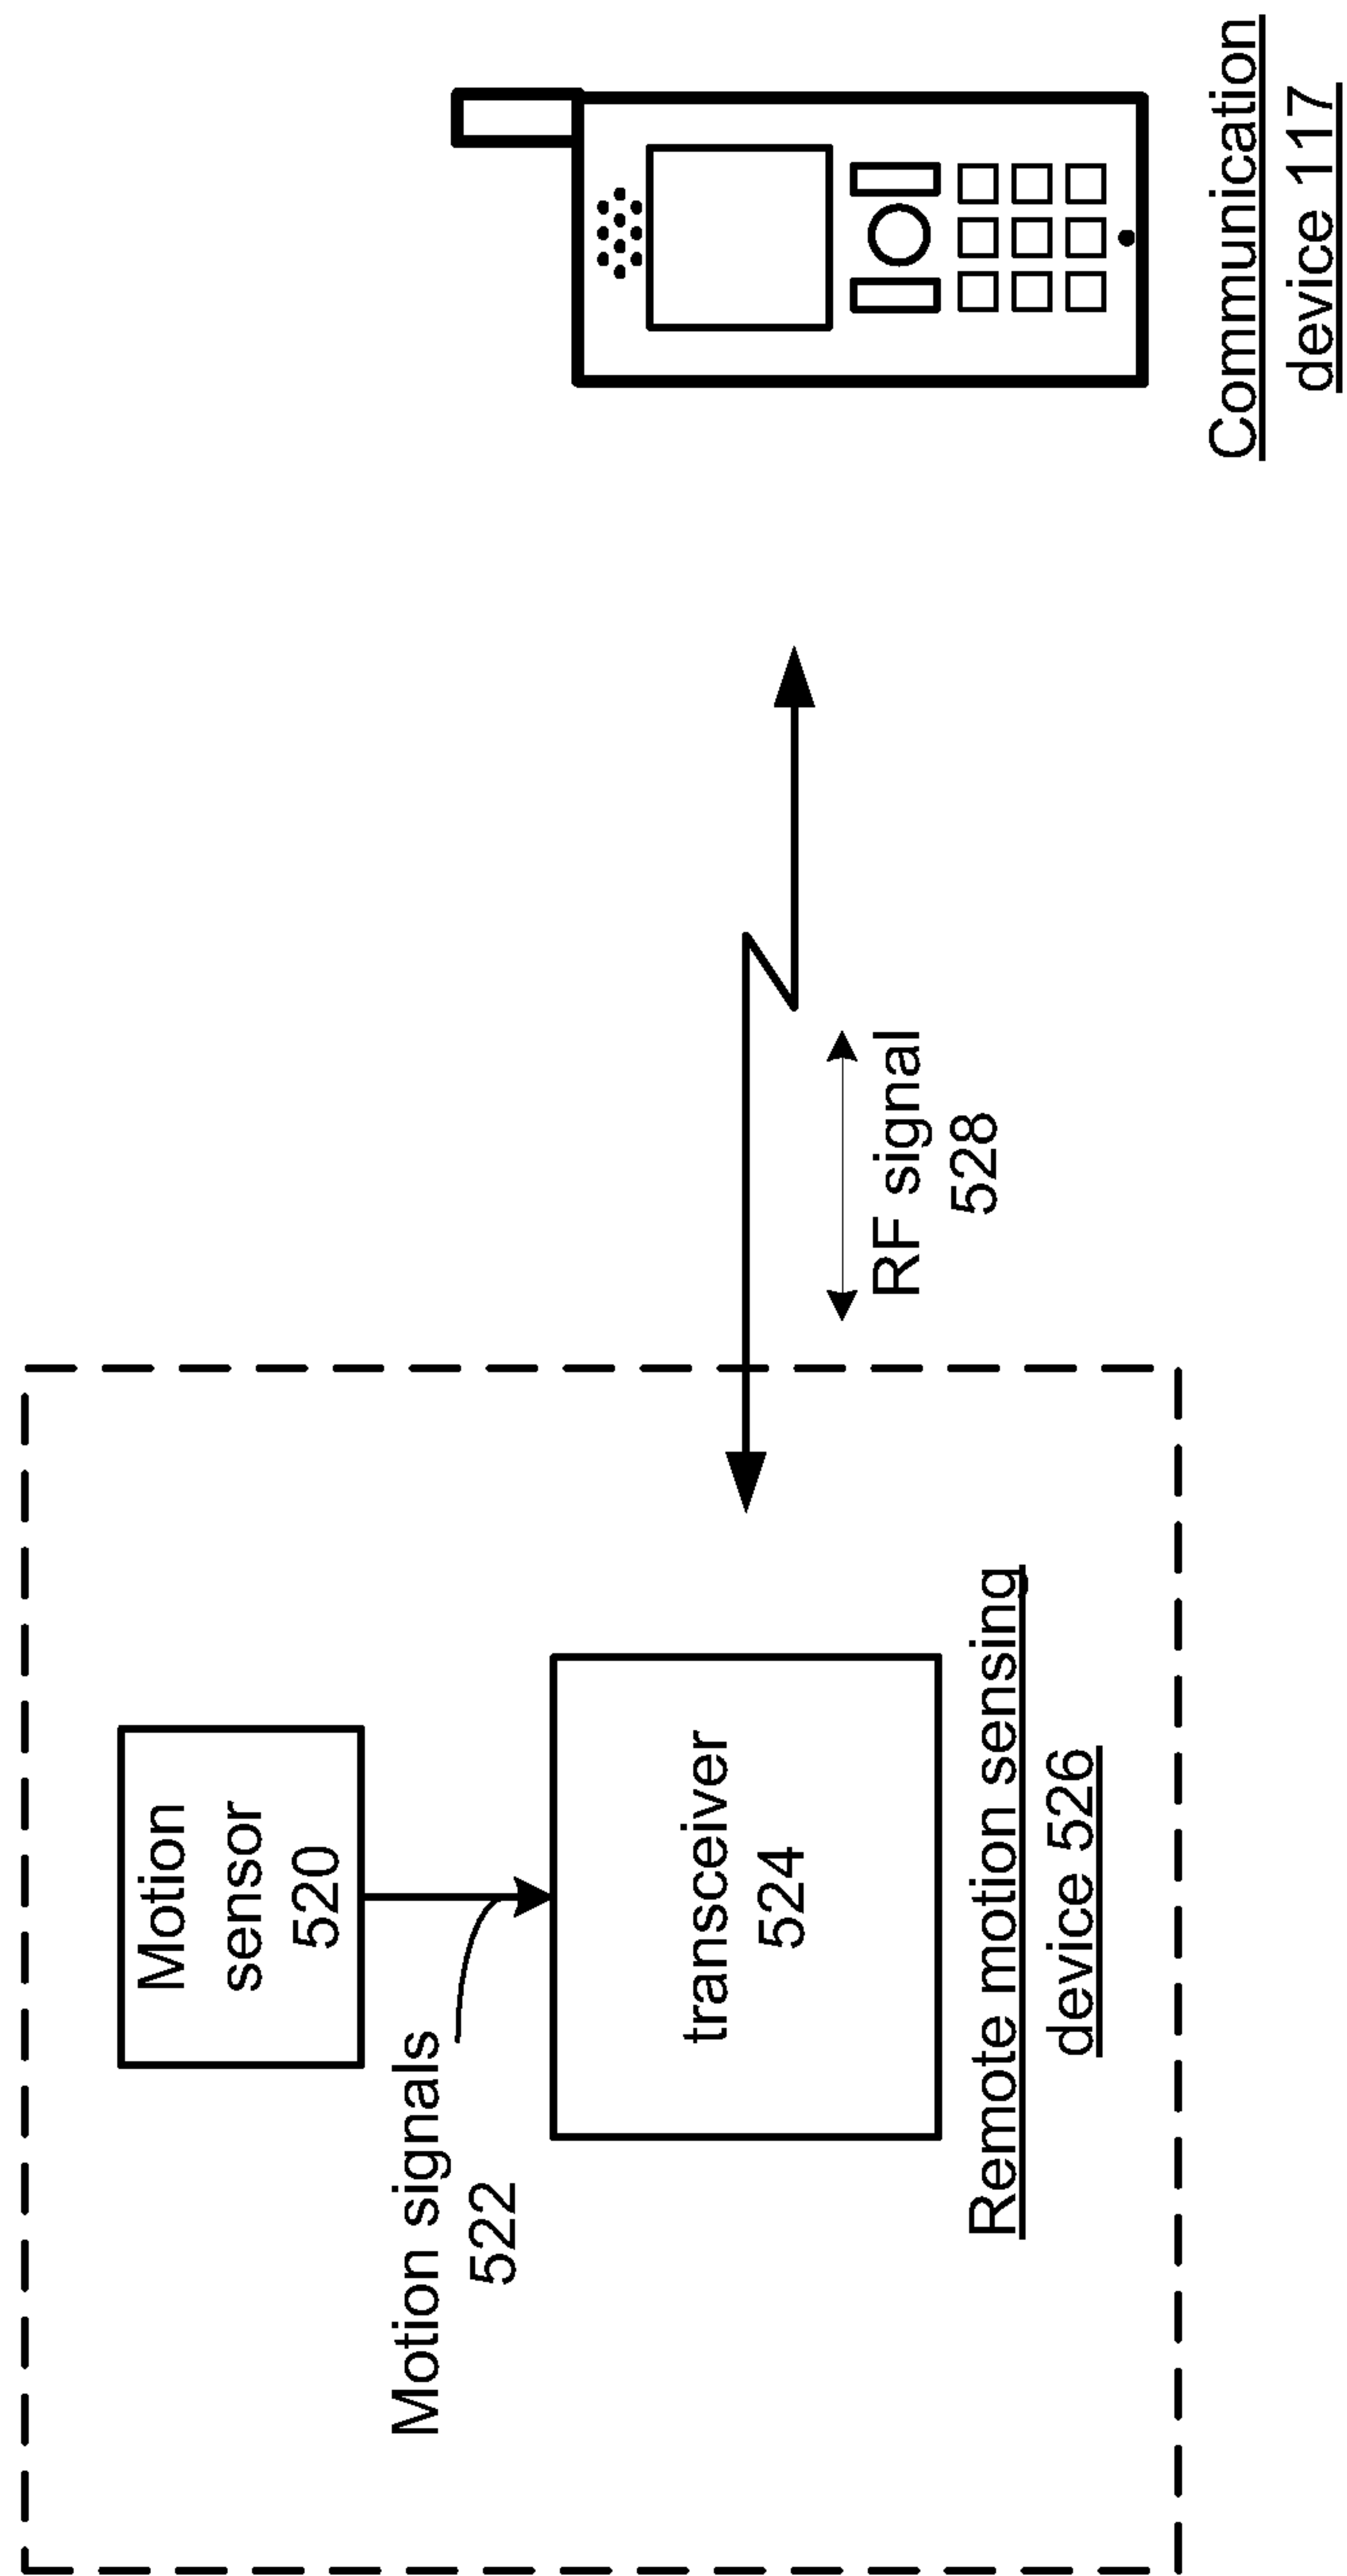 Motion
sensor
520
Motion signals
522
transceiver
524
Remote motion sensing
device 526
RF signal
528
Communication
device 117